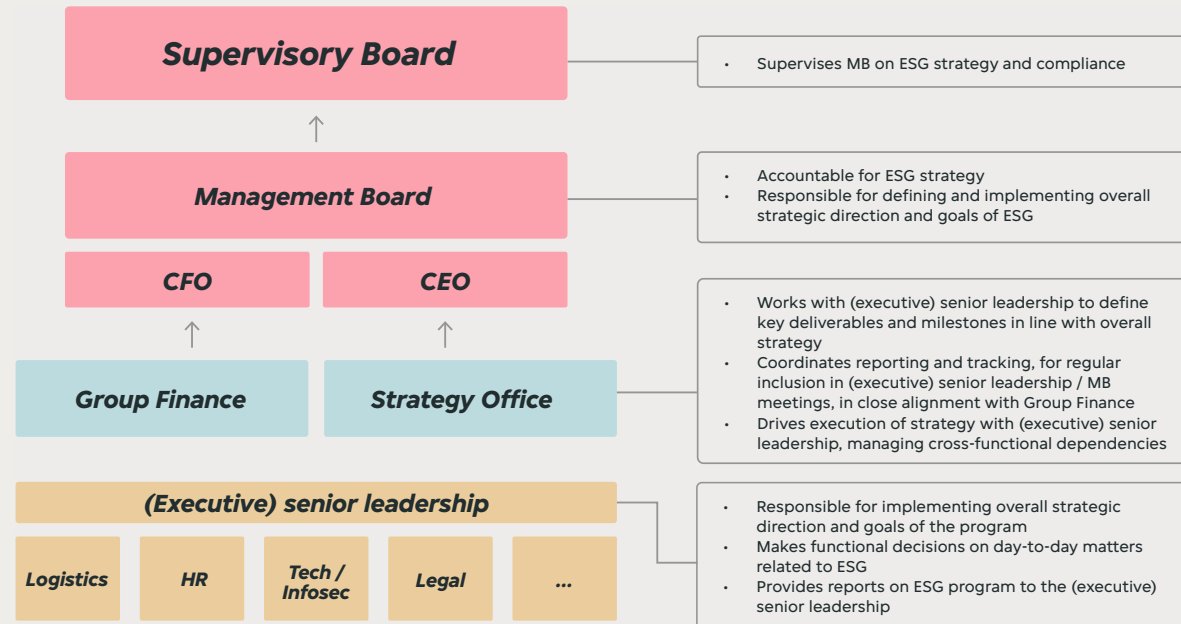 Supervisory Board
• Supervises MB on ESG strategy and compliance
Management Board
• Accountable for ESG strategy
• Responsible for defining and implementing overall
strategic direction and goals of ESG
CFO
CEO
Group Finance
Strategy Office
• Works with (executive) senior leadership to define
key deliverables and milestones in line with overall
strategy
• Coordinates reporting and tracking, for regular
inclusion in (executive) senior leadership / MB
meetings, in close alignment with Group Finance
• Drives execution of strategy with (executive) senior
leadership, managing cross-functional dependencies
(Executive) senior leadership
Logistics
HR
Tech /
Infosec
Legal
...
• Responsible for implementing overall strategic
direction and goals of the program
• Makes functional decisions on day-to-day matters
related to ESG
• Provides reports on ESG program to the (executive)
senior leadership